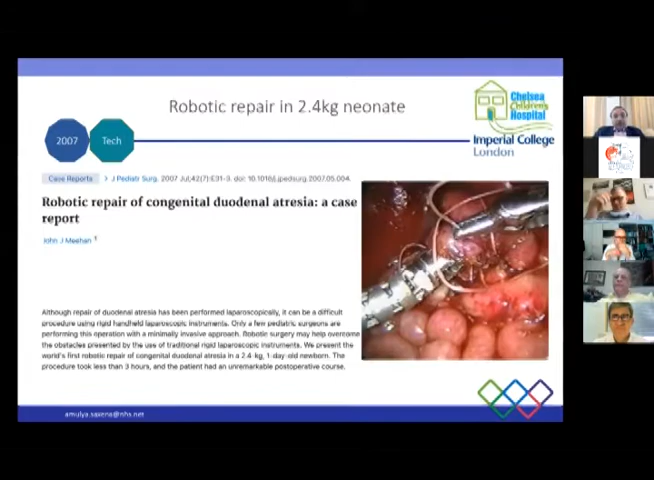 Robotic repair in 2.4kg neonate
Chelsea
Children's
Hospital
Imperial College
London
2007
Tech
Case Reports
J Pediatr Surg. 2007 Jul;42(7):E31-3. doi: 10.1016/j.jpedsurg.2007.05.004.
Robotic repair of congenital duodenal atresia: a case
report
John J Meehan 1
Although repair of duodenal atresia has been performed laparoscopically, it can be a difficult
procedure using rigid handheld laparoscopic instruments. Only a few pediatric surgeons are
performing this operation with a minimally invasive approach. Robotic surgery may help overcome
the obstacles presented by the use of traditional rigid laparoscopic instruments. We present the
world's first robotic repair of congenital duodenal atresia in a 2.4-kg, 1-day-old newborn. The
procedure took less than 3 hours, and the patient had an unremarkable postoperative course.
amulya.saxena@nhs.net